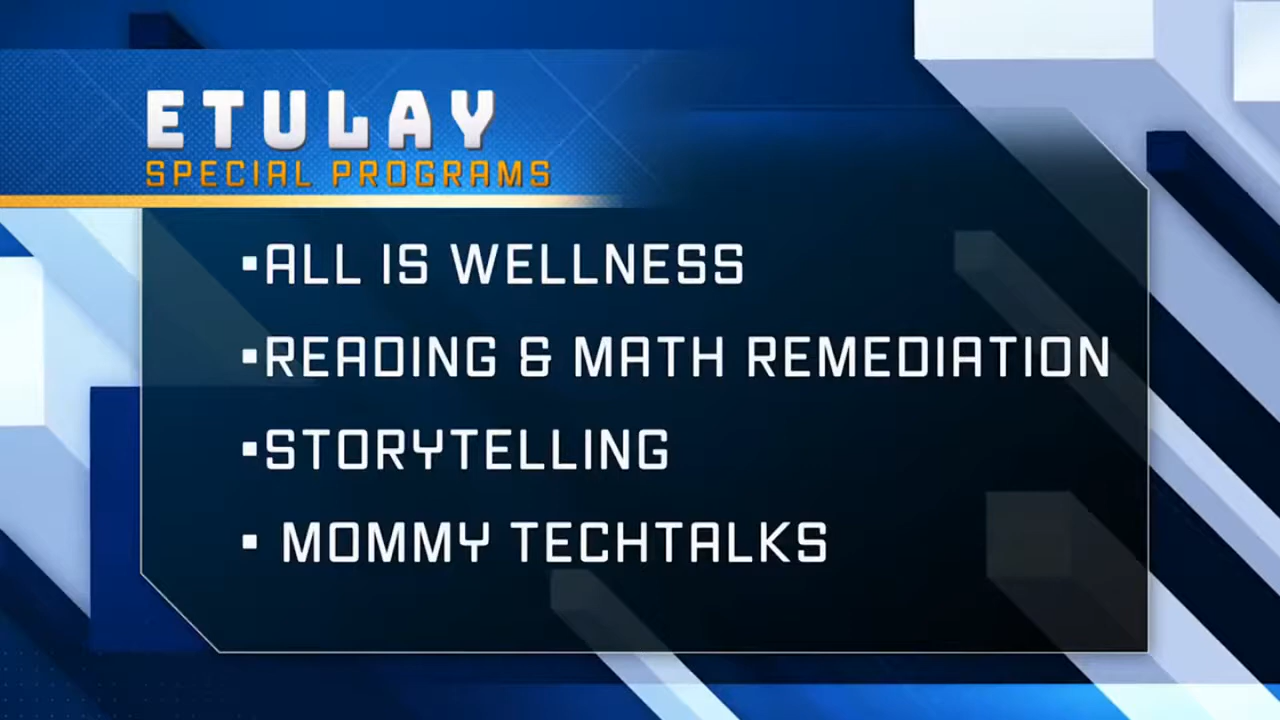 ETULAY
SPECIAL PROGRAMS
▪ALL IS WELLNESS
▪READING & MATH REMEDIATION
▪STORYTELLING
▪ MOMMY TECHTALKS